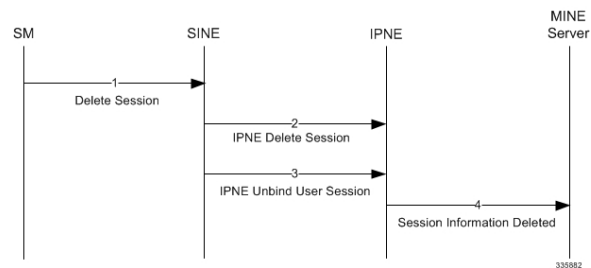 SM
SINE
IPNE
MINE
Server
1
Delete Session
2
IPNE Delete Session
3
IPNE Unbind User Session
4
Session Information Deleted
335882